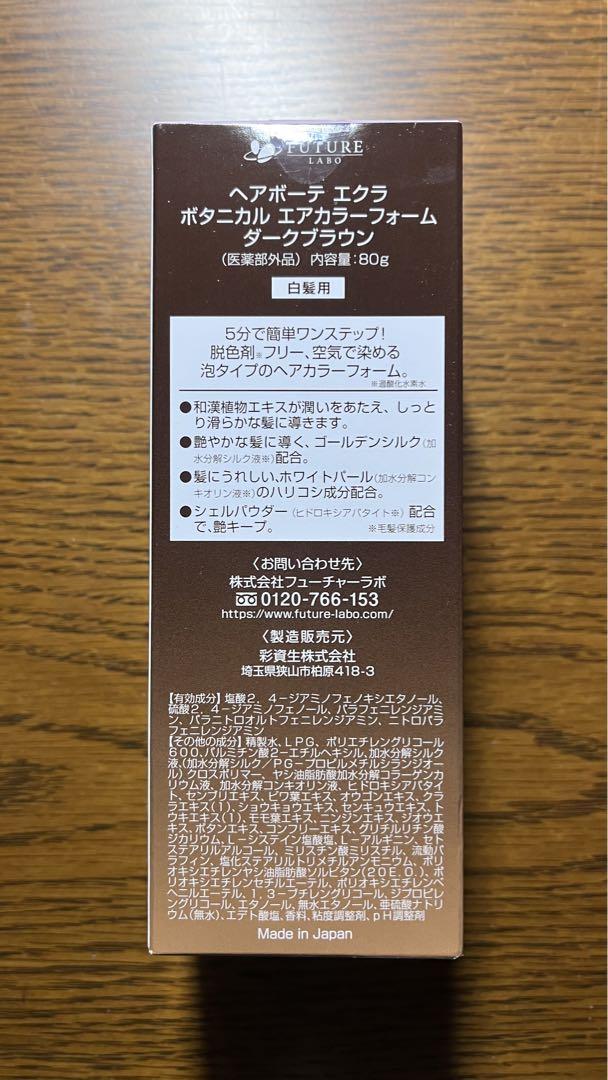 FUTURE
LABO
ヘアボーテ エクラ
ボタニカル エアカラーフォーム
ダークブラウン
(医薬部外品) 内容量:80g
白髪用
5分で簡単ワンステップ!
脱色剤※フリー、空気で染める
泡タイプのヘアカラーフォーム。
※過酸化水素水
●和漢植物エキスが潤いをあたえ、しっと
り滑らかな髪に導きます。
●艶やかな髪に導く、ゴールデンシルク(加
水分解シルク液※)配合。
●髪にうれしい、ホワイトパール(加水分解コン
キオリン液※)のハリコシ成分配合。
●シェルパウダー(ヒドロキシアパタイト※)配合
で、艶キープ。 ※毛髪保護成分
〈お問い合わせ先〉
株式会社フューチャーラボ
0120-766-153
https://www.future-labo.com/
〈製造販売元〉
彩資生株式会社
埼玉県狭山市柏原418-3
【有効成分】塩酸2、4-ジアミノフェノキシエタノール、
硫酸2、4-ジアミノフェノール、パラフェニレンジアミ
ン、パラニトロオルトフェニレンジアミン、ニトロパラ
フェニレンジアミン
【その他の成分】精製水、LPG、ポリエチレングリコール
600、パルミチン酸2-エチルヘキシル、加水分解シルク
液、(加水分解シルク/PG-プロピルメチルシランジオー
ル)クロスポリマー、ヤシ油脂肪酸加水分解コラーゲンカ
リウム液、加水分解コンキオリン液、ヒドロキシアパタイ
ト、センブリエキス、ビワ葉エキス、オウゴンエキス、クララ
エキス(1)、ショウキョウエキス、センキュウエキス、ト
ウキエキス(1)、モモ葉エキス、ニンジンエキス、ジオウエ
キス、ボタンエキス、コンフリーエキス、グリチルリチン酸
ジカリウム、L-システイン塩酸塩、L-アルギニン、セト
ステアリルアルコール、ミリスチン酸ミリスチル、流動パ
ラフィン、塩化ステアリルトリメチルアンモニウム、ポリ
オキシエチレンヤシ油脂肪酸ソルビタン(20E.O.)、ポ
リオキシエチレンセチルエーテル、ポリオキシエチレンベ
ヘニルエーテル、1、3-ブチレングリコール、ジプロピレ
ングリコール、エタノール、無水エタノール、亜硫酸ナトリ
ウム(無水)、エデト酸塩、香料、粘度調整剤、pH調整剤
Made in Japan